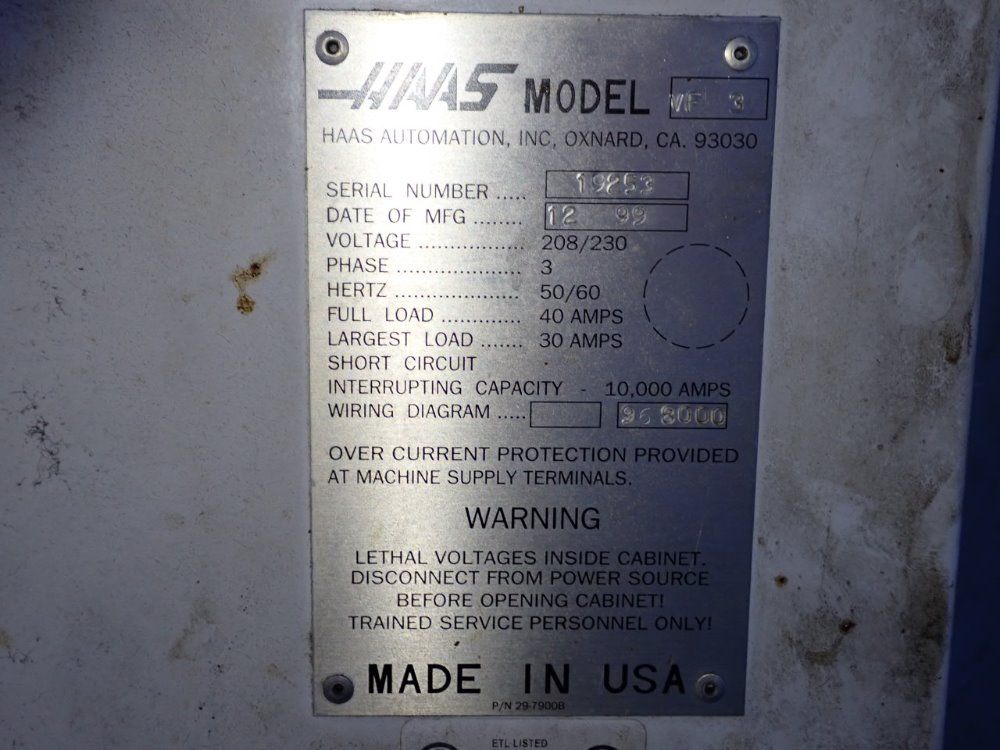 HAAS MODEL VF 3
HAAS AUTOMATION, INC, OXNARD, CA. 93030
SERIAL NUMBER ..... 19253
DATE OF MFG ........ 12 99
VOLTAGE ................. 208/230
PHASE .................... 3
HERTZ .................... 50/60
FULL LOAD ............. 40 AMPS
LARGEST LOAD ....... 30 AMPS
SHORT CIRCUIT
INTERRUPTING CAPACITY - 10,000 AMPS
WIRING DIAGRAM ..... 96 8000
OVER CURRENT PROTECTION PROVIDED
AT MACHINE SUPPLY TERMINALS.
WARNING
LETHAL VOLTAGES INSIDE CABINET.
DISCONNECT FROM POWER SOURCE
BEFORE OPENING CABINET!
TRAINED SERVICE PERSONNEL ONLY!
MADE IN USA
P/N 29-7900B
ETL LISTED